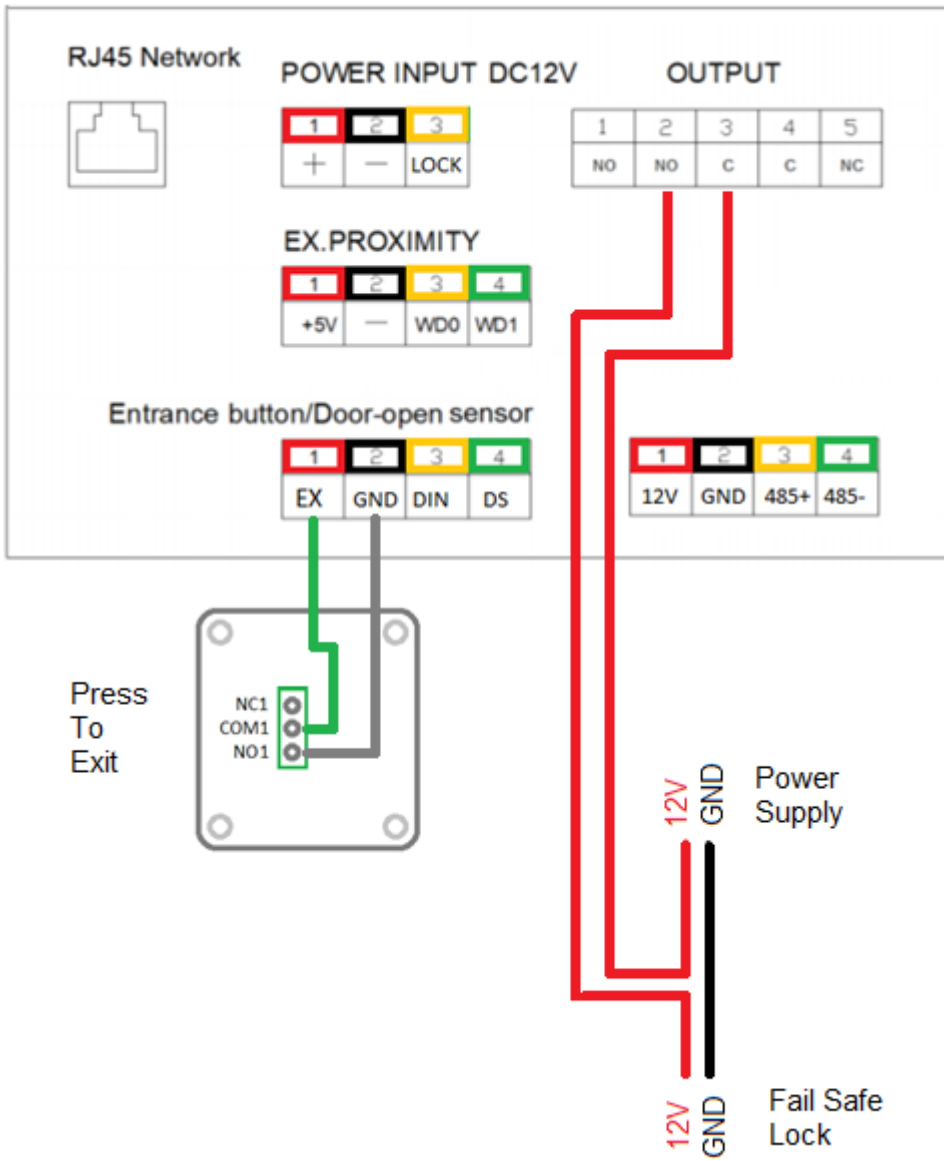 RJ45 Network
POWER INPUT DC12V
1 2 3
+ — LOCK
OUTPUT
1 2 3 4 5
NO NO C C NC
EX.PROXIMITY
1 2 3 4
+5V — WD0 WD1
Entrance button/Door-open sensor
1 2 3 4
EX GND DIN DS
1 2 3 4
12V GND 485+ 485-
Press
To
Exit
NC1
COM1
NO1
12V
GND
Power
Supply
12V
GND
Fail Safe
Lock